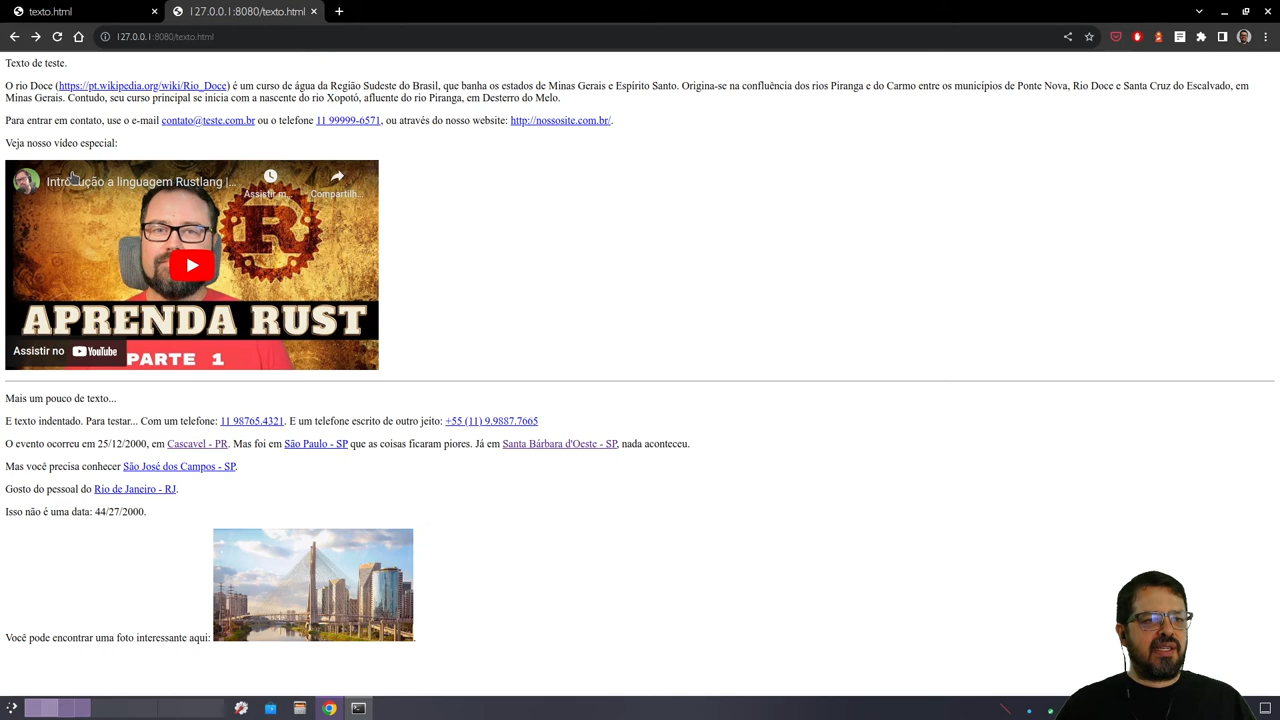 texto.html
127.0.0.1:8080/texto.html
127.0.0.1:8080/texto.html
Texto de teste.
O rio Doce (https://pt.wikipedia.org/wiki/Rio_Doce) é um curso de água da Região Sudeste do Brasil, que banha os estados de Minas Gerais e Espírito Santo. Origina-se na confluência dos rios Piranga e do Carmo entre os municípios de Ponte Nova, Rio Doce e Santa Cruz do Escalvado, em
Minas Gerais. Contudo, seu curso principal se inicia com a nascente do rio Xopotó, afluente do rio Piranga, em Desterro do Melo.
Para entrar em contato, use o e-mail contato@teste.com.br ou o telefone 11 99999-6571, ou através do nosso website: http://nossosite.com.br/.
Veja nosso vídeo especial:
Introdução a linguagem Rustlang |...
Assistir m...
Compartilh...
R
APRENDA RUST
Assistir no YouTube
PARTE 1
Mais um pouco de texto...
E texto indentado. Para testar... Com um telefone: 11 98765.4321. E um telefone escrito de outro jeito: +55 (11) 9.9887.7665
O evento ocorreu em 25/12/2000, em Cascavel - PR. Mas foi em São Paulo - SP que as coisas ficaram piores. Já em Santa Bárbara d'Oeste - SP, nada aconteceu.
Mas você precisa conhecer São José dos Campos - SP.
Gosto do pessoal do Rio de Janeiro - RJ.
Isso não é uma data: 44/27/2000.
Você pode encontrar uma foto interessante aqui: .